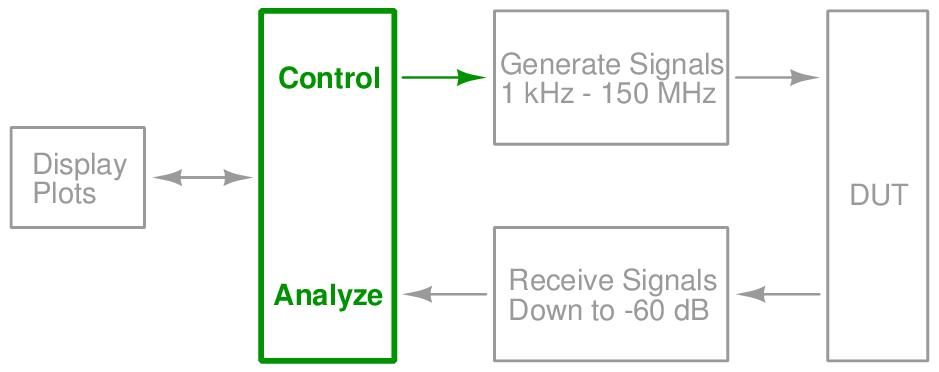 Control
Generate Signals
1 kHz - 150 MHz
Display
Plots
DUT
Analyze
Receive Signals
Down to -60 dB